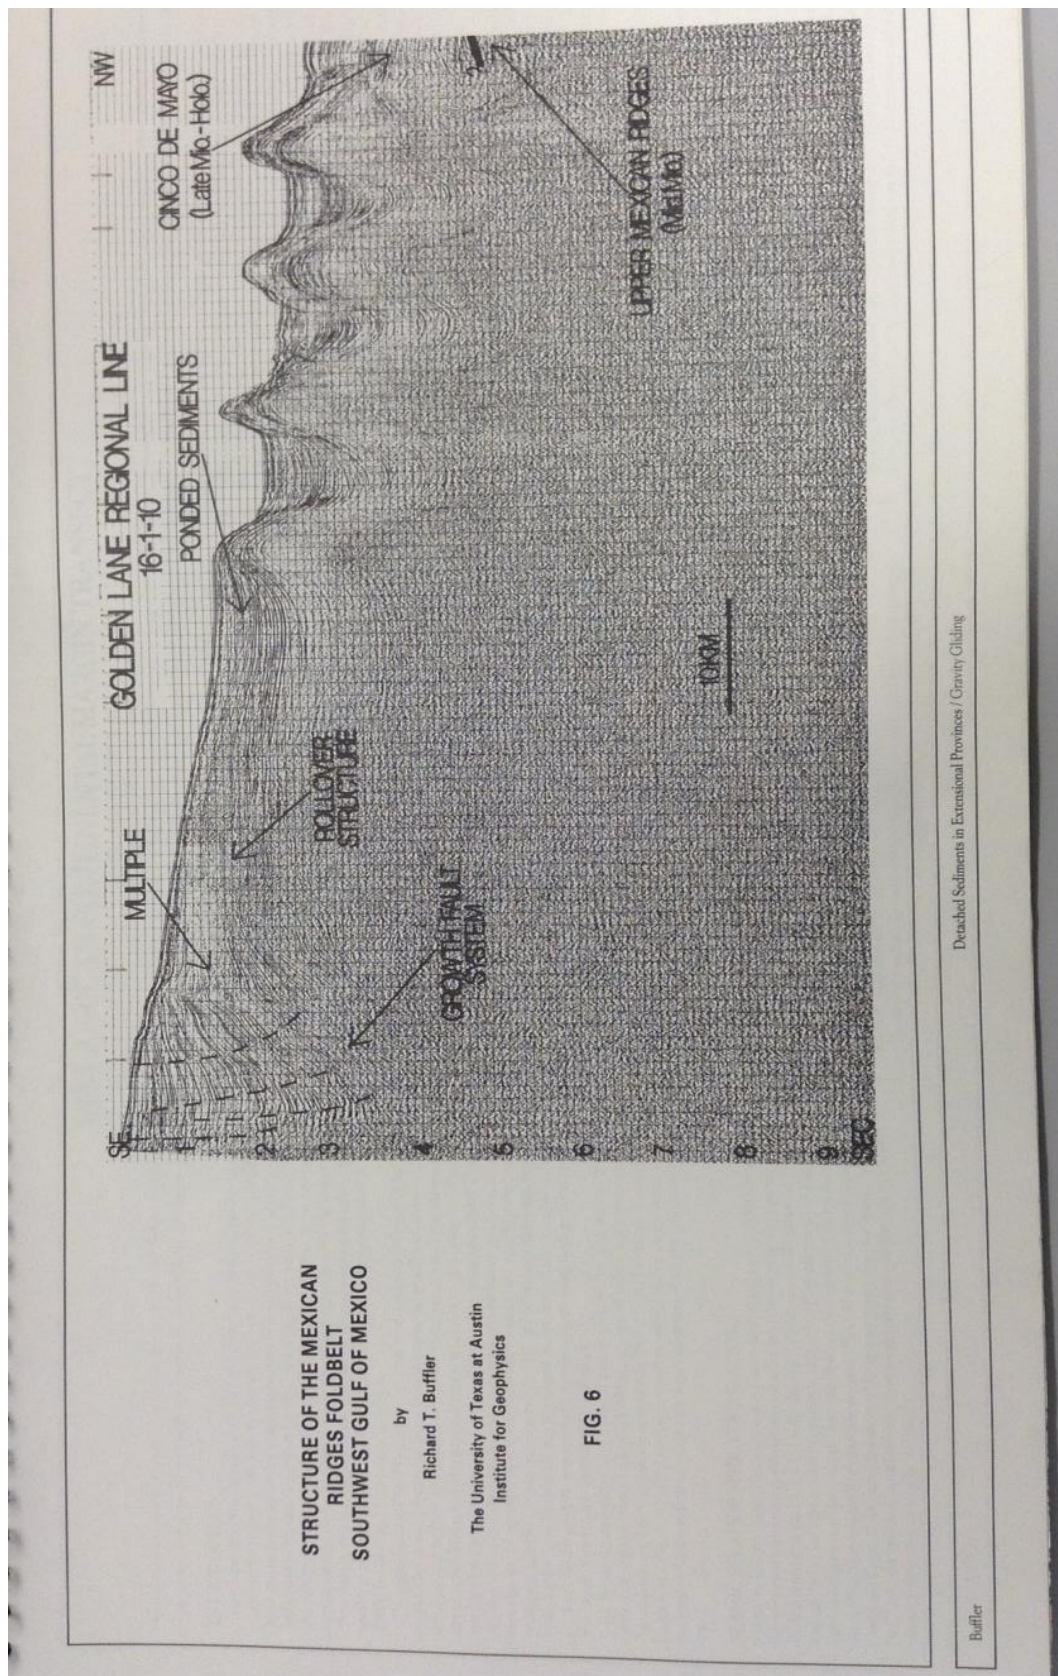 STRUCTURE OF THE MEXICAN
RIDGES FOLDBELT
SOUTHWEST GULF OF MEXICO
by
Richard T. Buffler
The University of Texas at Austin
Institute for Geophysics
FIG. 6
SE
NW
GOLDEN LANE REGIONAL LINE
16-1-10
MULTIPLE
PONDED SEDIMENTS
CINCO DE MAYO
(Late Mio.-Holo.)
ROLLOVER
STRUCTURE
GROWTH FAULT
SYSTEM
UPPER MEXICAN RIDGES
(Mid. Mio.)
?
10KM
1
2
3
4
5
6
7
8
9
SEC.
Buffler
Detached Sediments in Extensional Provinces / Gravity Gliding